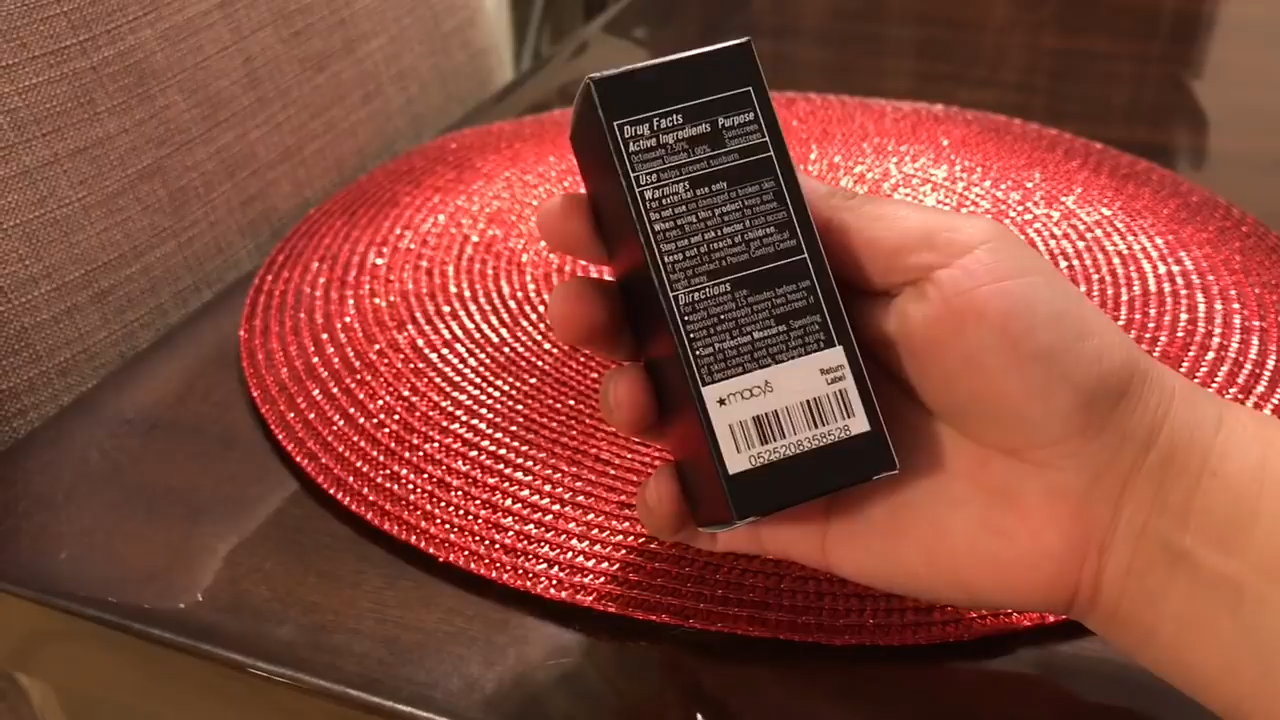 Drug Facts
Active Ingredients Purpose
Octinoxate 2.50% Sunscreen
Titanium Dioxide 1.00% Sunscreen
Use helps prevent sunburn
Warnings
For external use only
Do not use on damaged or broken skin
When using this product keep out
of eyes. Rinse with water to remove.
Stop use and ask a doctor if rash occurs
Keep out of reach of children.
If product is swallowed, get medical
help or contact a Poison Control Center
right away.
Directions
For sunscreen use:
•apply liberally 15 minutes before sun
exposure •reapply every two hours
•use a water resistant sunscreen if
swimming or sweating
•Sun Protection Measures. Spending
time in the sun increases your risk
of skin cancer and early skin aging.
To decrease this risk, regularly use a
★macy's
Return
Label
0525208358528